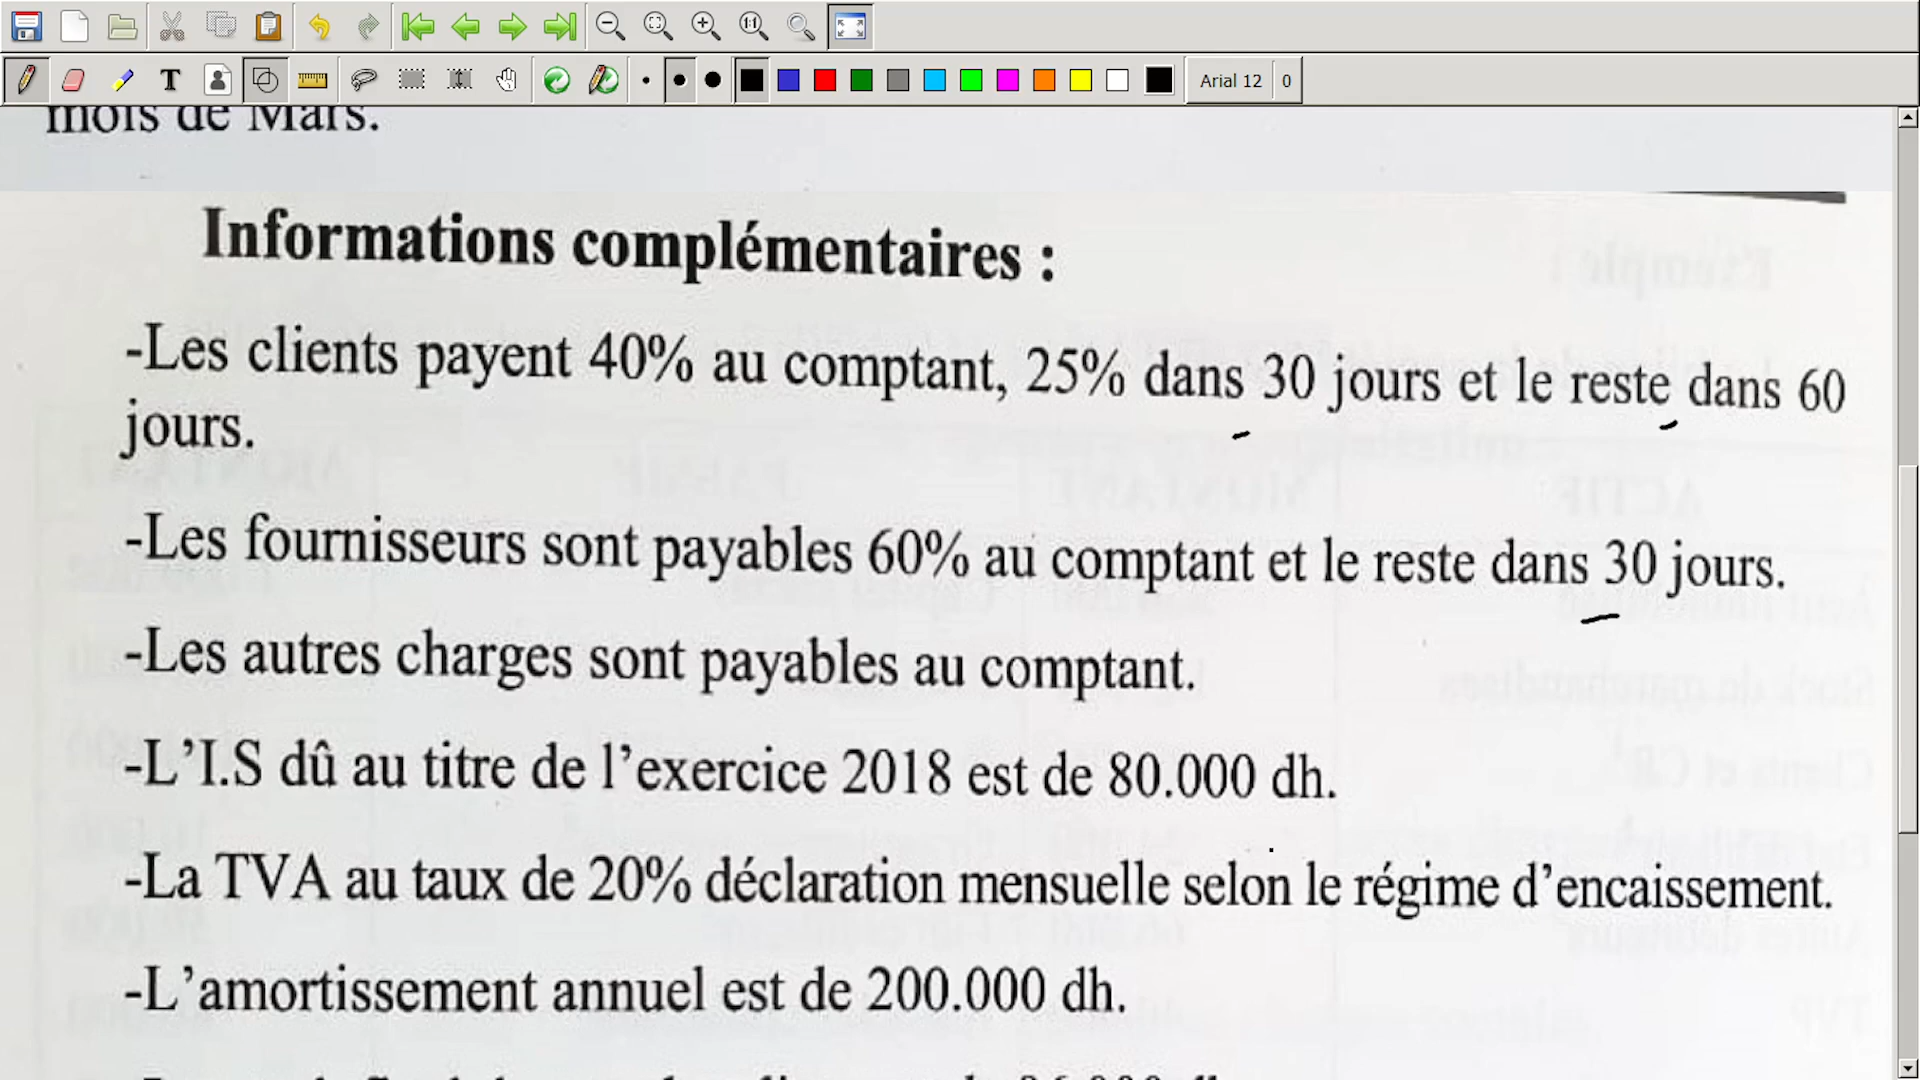 Arial 12 0
mois de Mars.
Informations complémentaires :
-Les clients payent 40% au comptant, 25% dans 30 jours et le reste dans 60
jours.
-Les fournisseurs sont payables 60% au comptant et le reste dans 30 jours.
-Les autres charges sont payables au comptant.
-L’I.S dû au titre de l’exercice 2018 est de 80.000 dh.
-La TVA au taux de 20% déclaration mensuelle selon le régime d’encaissement.
-L’amortissement annuel est de 200.000 dh.